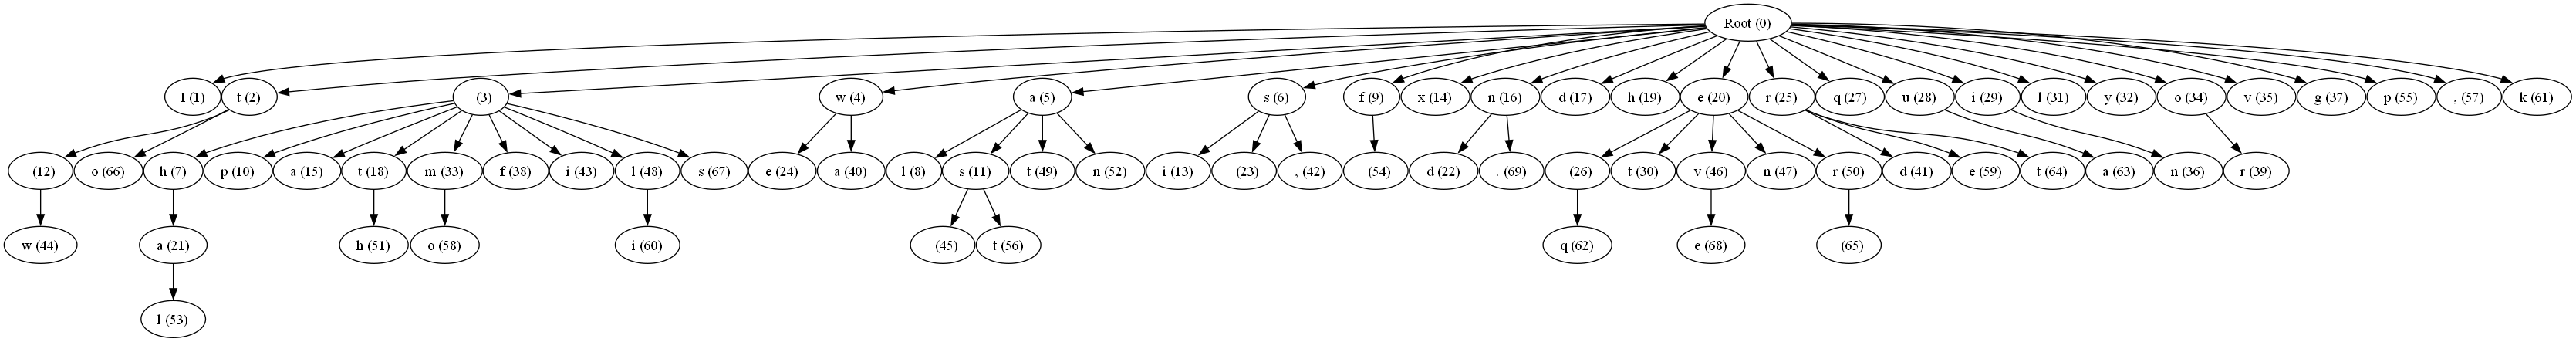 Root (0)
I (1) t (2) (3) w (4) a (5) s (6) f (9) x (14) n (16) d (17) h (19) e (20) r (25) q (27) u (28) i (29) l (31) y (32) o (34) v (35) g (37) p (55) , (57) k (61)
(12) o (66) h (7) p (10) a (15) t (18) m (33) f (38) i (43) l (48) s (67) e (24) a (40) l (8) s (11) t (49) n (52) i (13) (23) , (42) (54) d (22) . (69) (26) t (30) v (46) n (47) r (50) d (41) e (59) t (64) a (63) n (36) r (39)
w (44) a (21) h (51) o (58) i (60) (45) t (56) q (62) e (68) (65)
l (53)